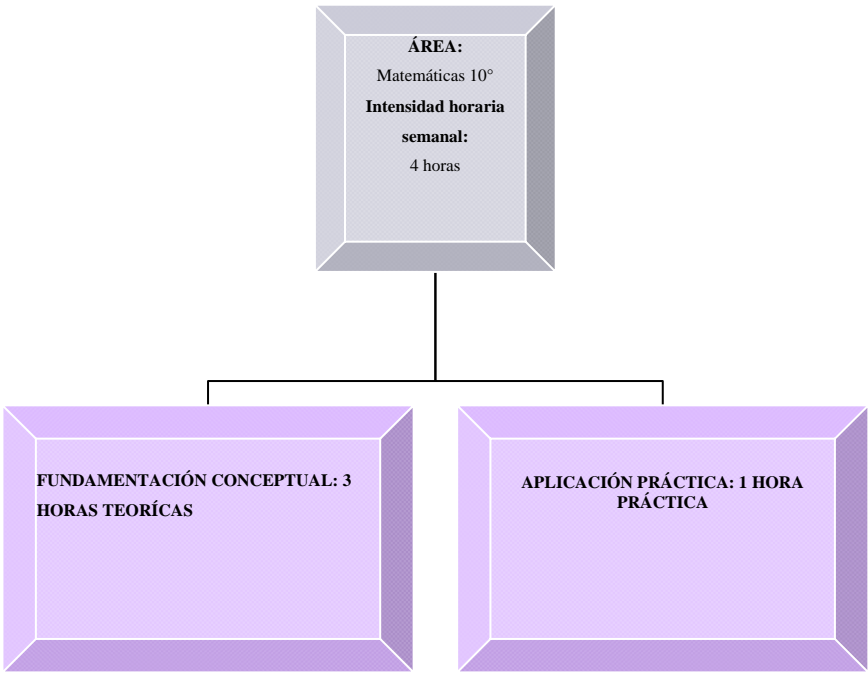 ÁREA:
Matemáticas 10°
Intensidad horaria
semanal:
4 horas
FUNDAMENTACIÓN CONCEPTUAL: 3
HORAS TEORÍCAS
APLICACIÓN PRÁCTICA: 1 HORA
PRÁCTICA